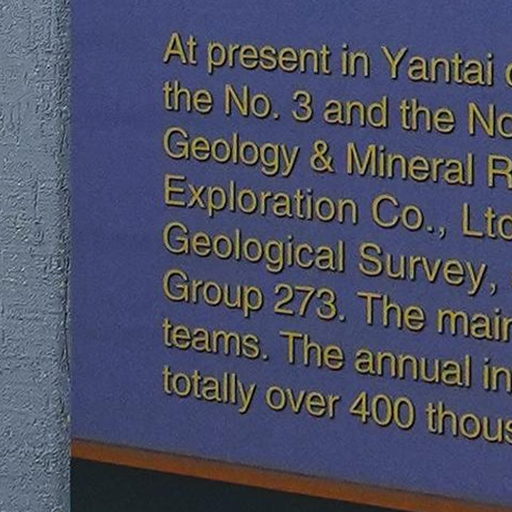 At present in Yantai
the No. 3 and the
Geology & Mineral
Exploration Co., Ltd
Geological Survey,
Group 273. The main
teams. The annual in
totally over 400 thous